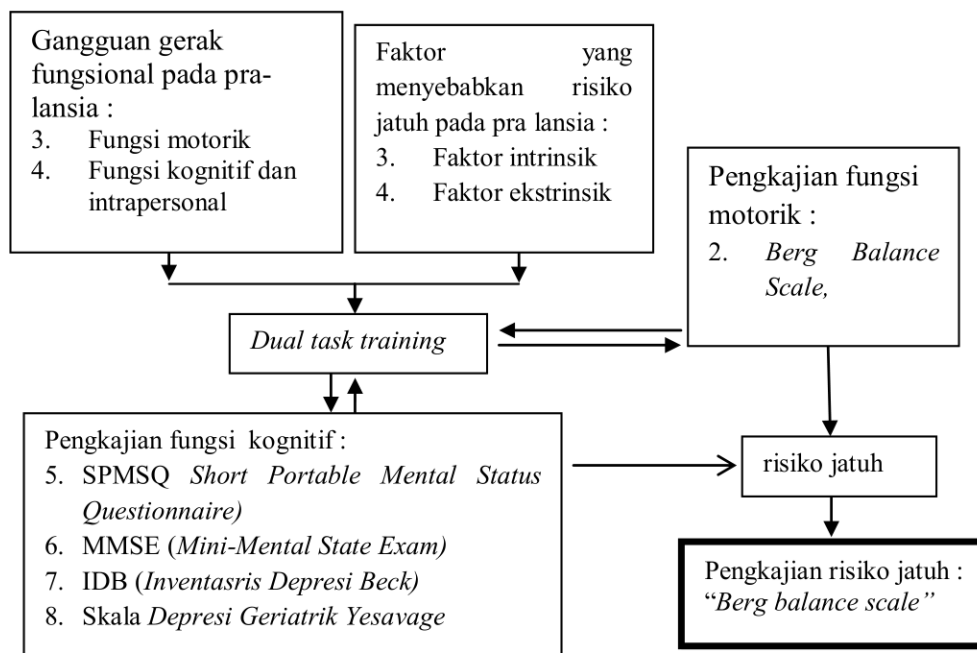 Gangguan gerak
fungsional pada pra-
lansia :
3. Fungsi motorik
4. Fungsi kognitif dan
intrapersonal
Faktor yang
menyebabkan risiko
jatuh pada pra lansia :
3. Faktor intrinsik
4. Faktor ekstrinsik
Pengkajian fungsi
motorik :
2. Berg Balance
Scale,
Dual task training
Pengkajian fungsi kognitif :
5. SPMSQ Short Portable Mental Status
Questionnaire)
6. MMSE (Mini-Mental State Exam)
7. IDB (Inventasris Depresi Beck)
8. Skala Depresi Geriatrik Yesavage
risiko jatuh
Pengkajian risiko jatuh :
“Berg balance scale”